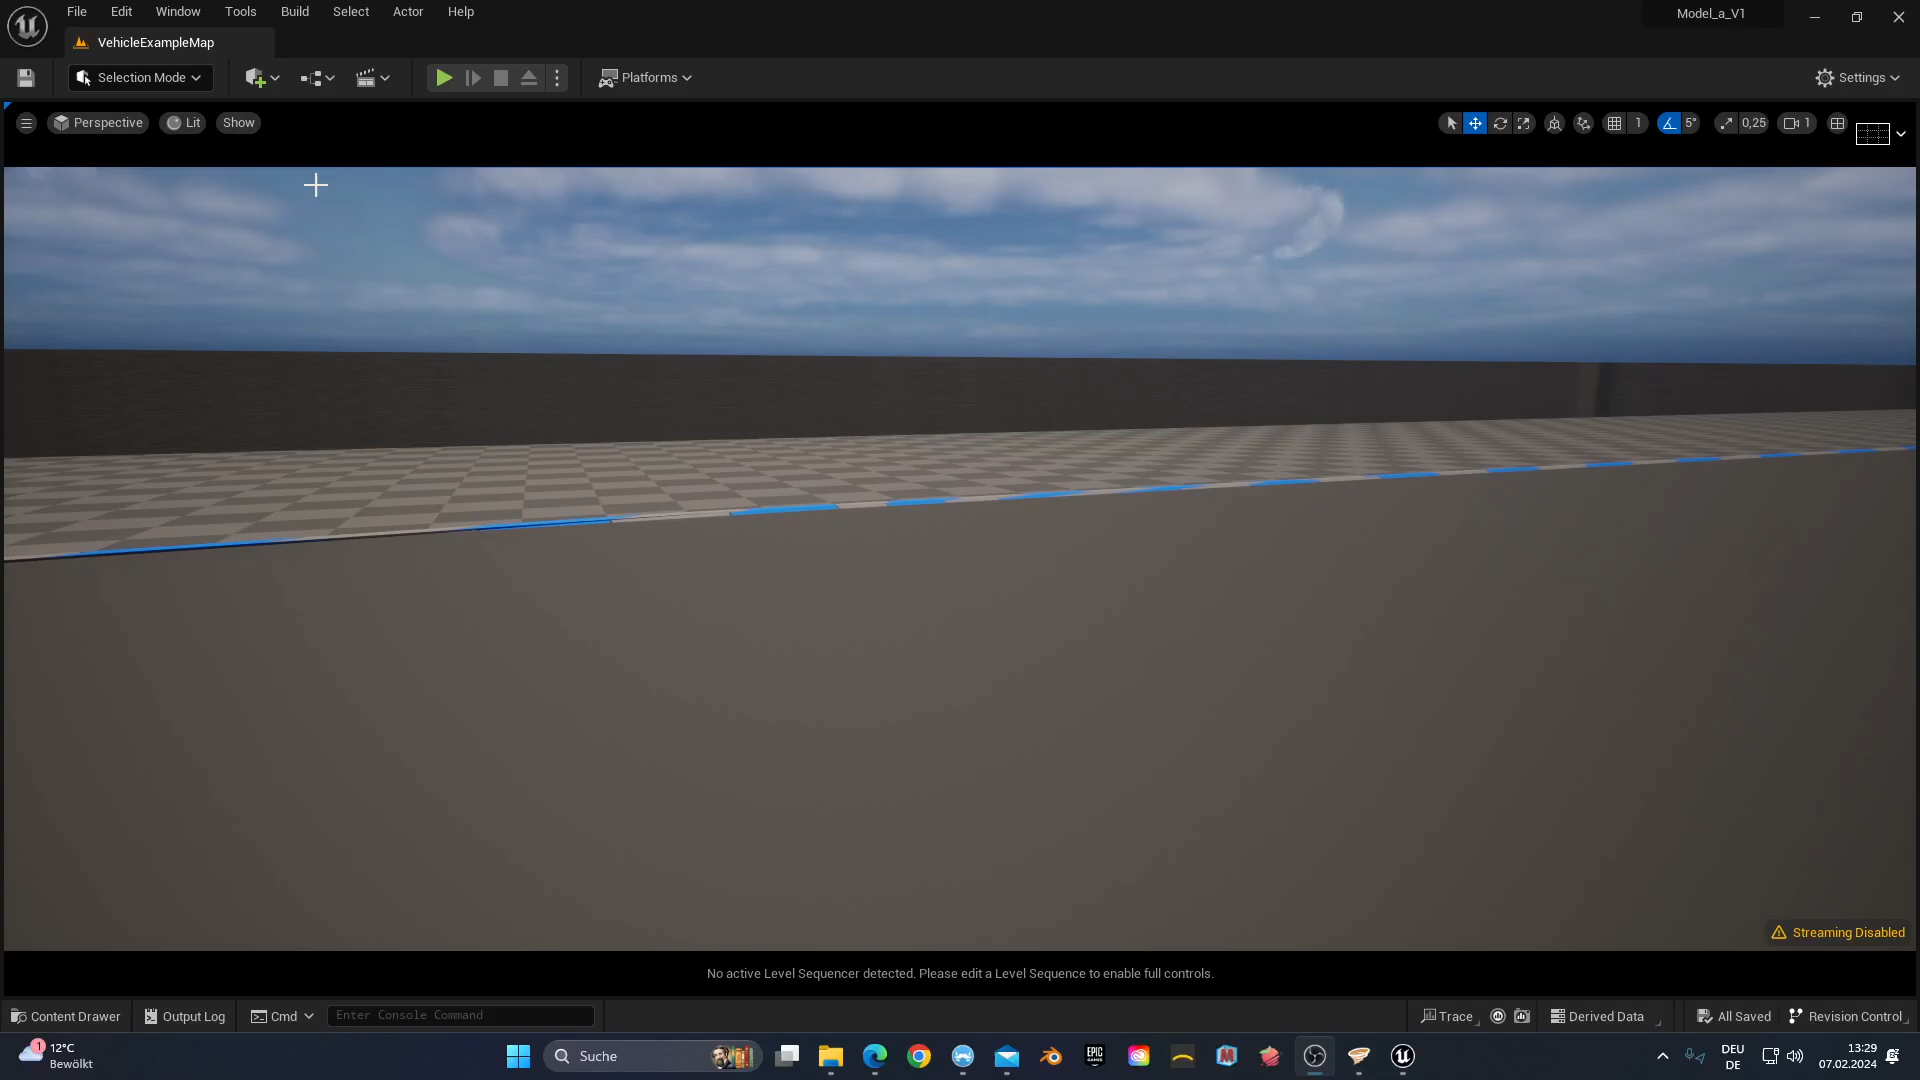 File Edit Window Tools Build Select Actor Help
Model_a_V1
VehicleExampleMap
Selection Mode
Platforms
Settings
Perspective
Lit
Show
1
5°
0,25
1
Streaming Disabled
No active Level Sequencer detected. Please edit a Level Sequence to enable full controls.
Content Drawer
Output Log
Cmd
Enter Console Command
Trace
Derived Data
All Saved
Revision Control
1
12°C
Bewölkt
Suche
EPIC
GAMES
M
DEU
DE
13:29
07.02.2024